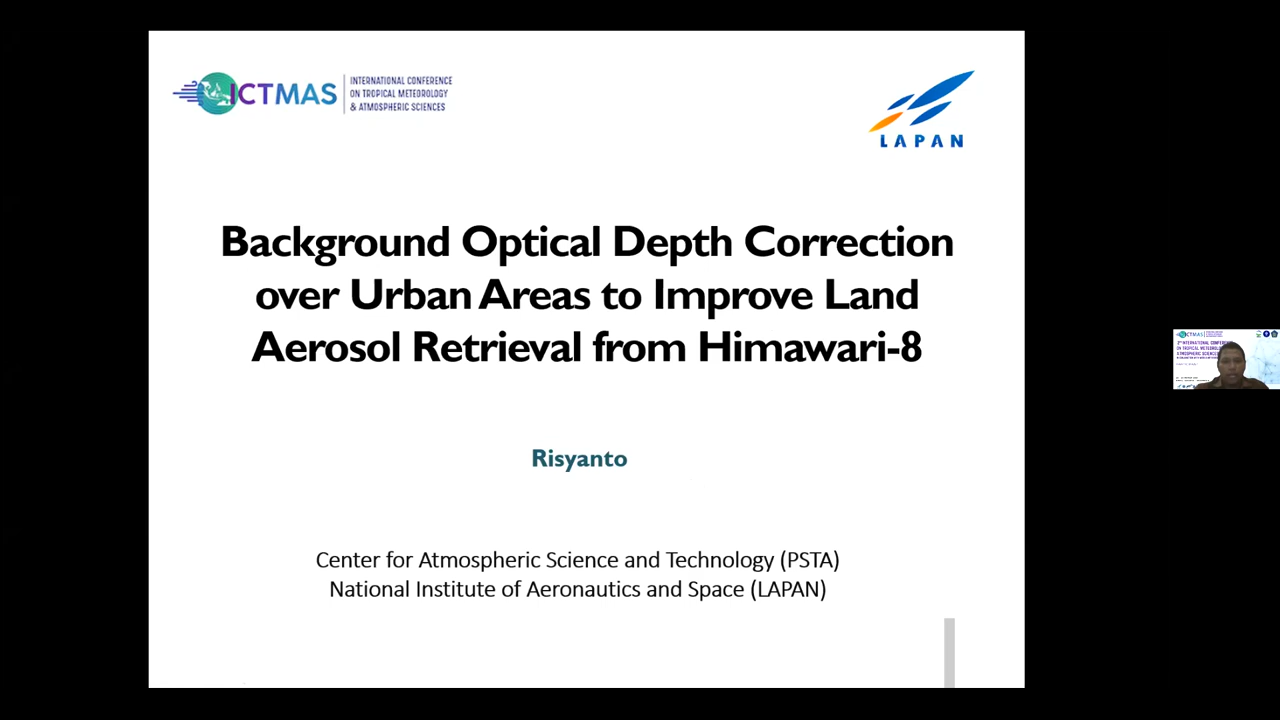 ICTMAS
INTERNATIONAL CONFERENCE
ON TROPICAL METEOROLOGY
& ATMOSPHERIC SCIENCES
LAPAN
Background Optical Depth Correction
over Urban Areas to Improve Land
Aerosol Retrieval from Himawari-8
Risyanto
Center for Atmospheric Science and Technology (PSTA)
National Institute of Aeronautics and Space (LAPAN)
ICTMAS